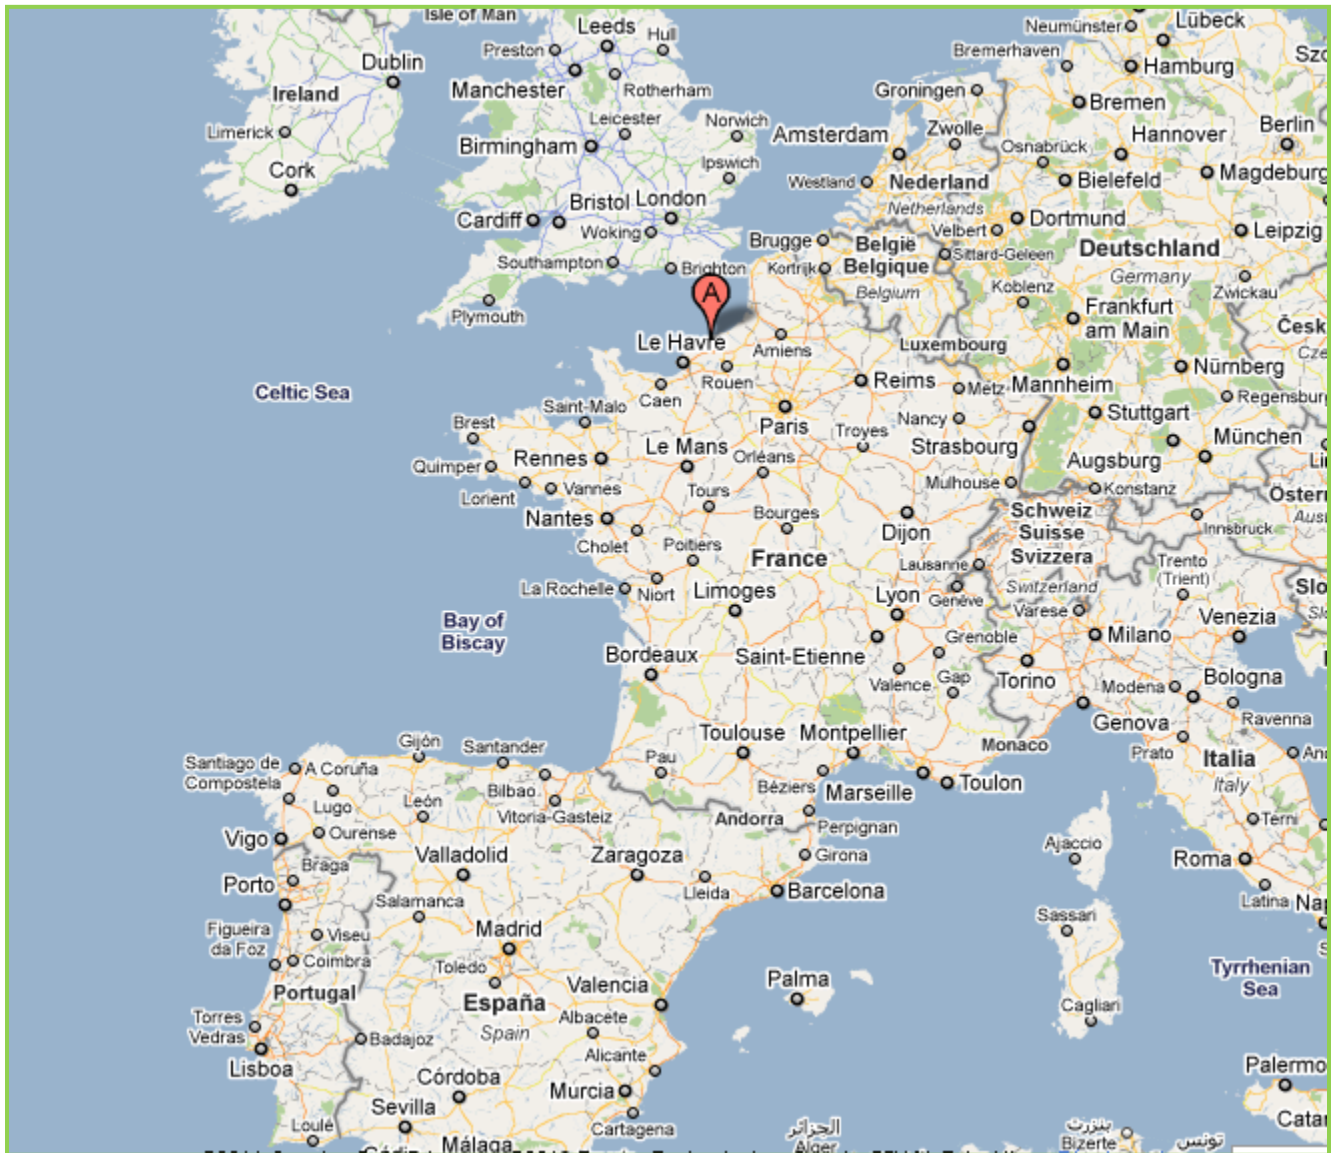 Isle of Man
Leeds
Hull
Preston
Dublin
Manchester
Rotherham
Ireland
Leicester
Norwich
Limerick
Birmingham
Ipswich
Cork
Bristol
London
Cardiff
Woking
Southampton
Brighton
Plymouth
Neumünster
Lübeck
Bremerhaven
Hamburg
Groningen
Bremen
Amsterdam
Zwolle
Hannover
Berlin
Osnabrück
Westland
Nederland
Bielefeld
Magdeburg
Netherlands
Dortmund
Velbert
Leipzig
Brugge
België
Belgique
Belgium
Kortrijk
Sittard-Geleen
Deutschland
Germany
Koblenz
Zwickau
Frankfurt
am Main
A
Le Havre
Amiens
Luxembourg
Rouen
Reims
Metz
Mannheim
Nürnberg
Celtic Sea
Caen
Saint-Malo
Paris
Troyes
Nancy
Stuttgart
Regensburg
Brest
Le Mans
Orléans
Strasbourg
München
Quimper
Rennes
Augsburg
Lorient
Vannes
Tours
Mulhouse
Konstanz
Nantes
Bourges
Dijon
Schweiz
Suisse
Svizzera
Switzerland
Innsbruck
Cholet
Poitiers
France
Lausanne
Trento
(Trient)
La Rochelle
Niort
Limoges
Lyon
Genève
Varese
Venezia
Bay of
Biscay
Milano
Grenoble
Bordeaux
Saint-Etienne
Valence
Gap
Torino
Modena
Bologna
Genova
Ravenna
Toulouse
Montpellier
Monaco
Prato
Italia
Italy
Gijón
Santander
Pau
Santiago de
Compostela
A Coruña
Béziers
Marseille
Toulon
Bilbao
Lugo
León
Vitoria-Gasteiz
Andorra
Perpignan
Terni
Vigo
Ourense
Valladolid
Zaragoza
Girona
Ajaccio
Roma
Braga
Porto
Lleida
Barcelona
Latina
Salamanca
Sassari
Figueira
da Foz
Viseu
Madrid
Coimbra
Toledo
Valencia
Palma
Tyrrhenian
Sea
Portugal
España
Spain
Cagliari
Torres
Vedras
Albacete
Badajoz
Lisboa
Alicante
Palermo
Córdoba
Murcia
Sevilla
Cartagena
Loulé
Málaga
الجزائر
Alger
بنزرت
Bizerte
تونس